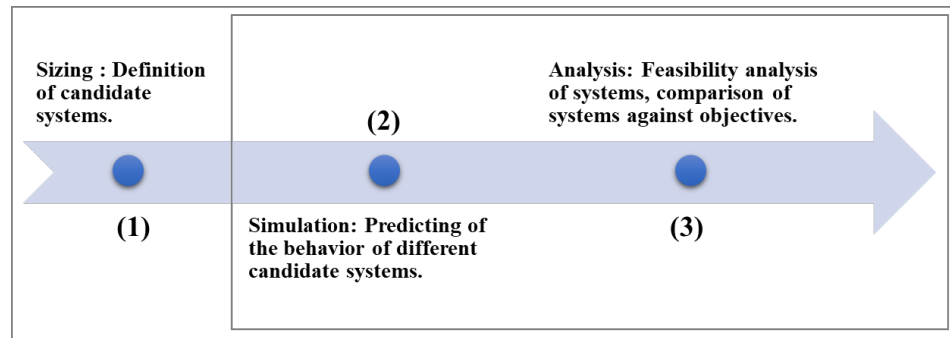 Sizing : Definition
of candidate
systems.
(1)
(2)
Simulation: Predicting of
the behavior of different
candidate systems.
Analysis: Feasibility analysis
of systems, comparison of
systems against objectives.
(3)